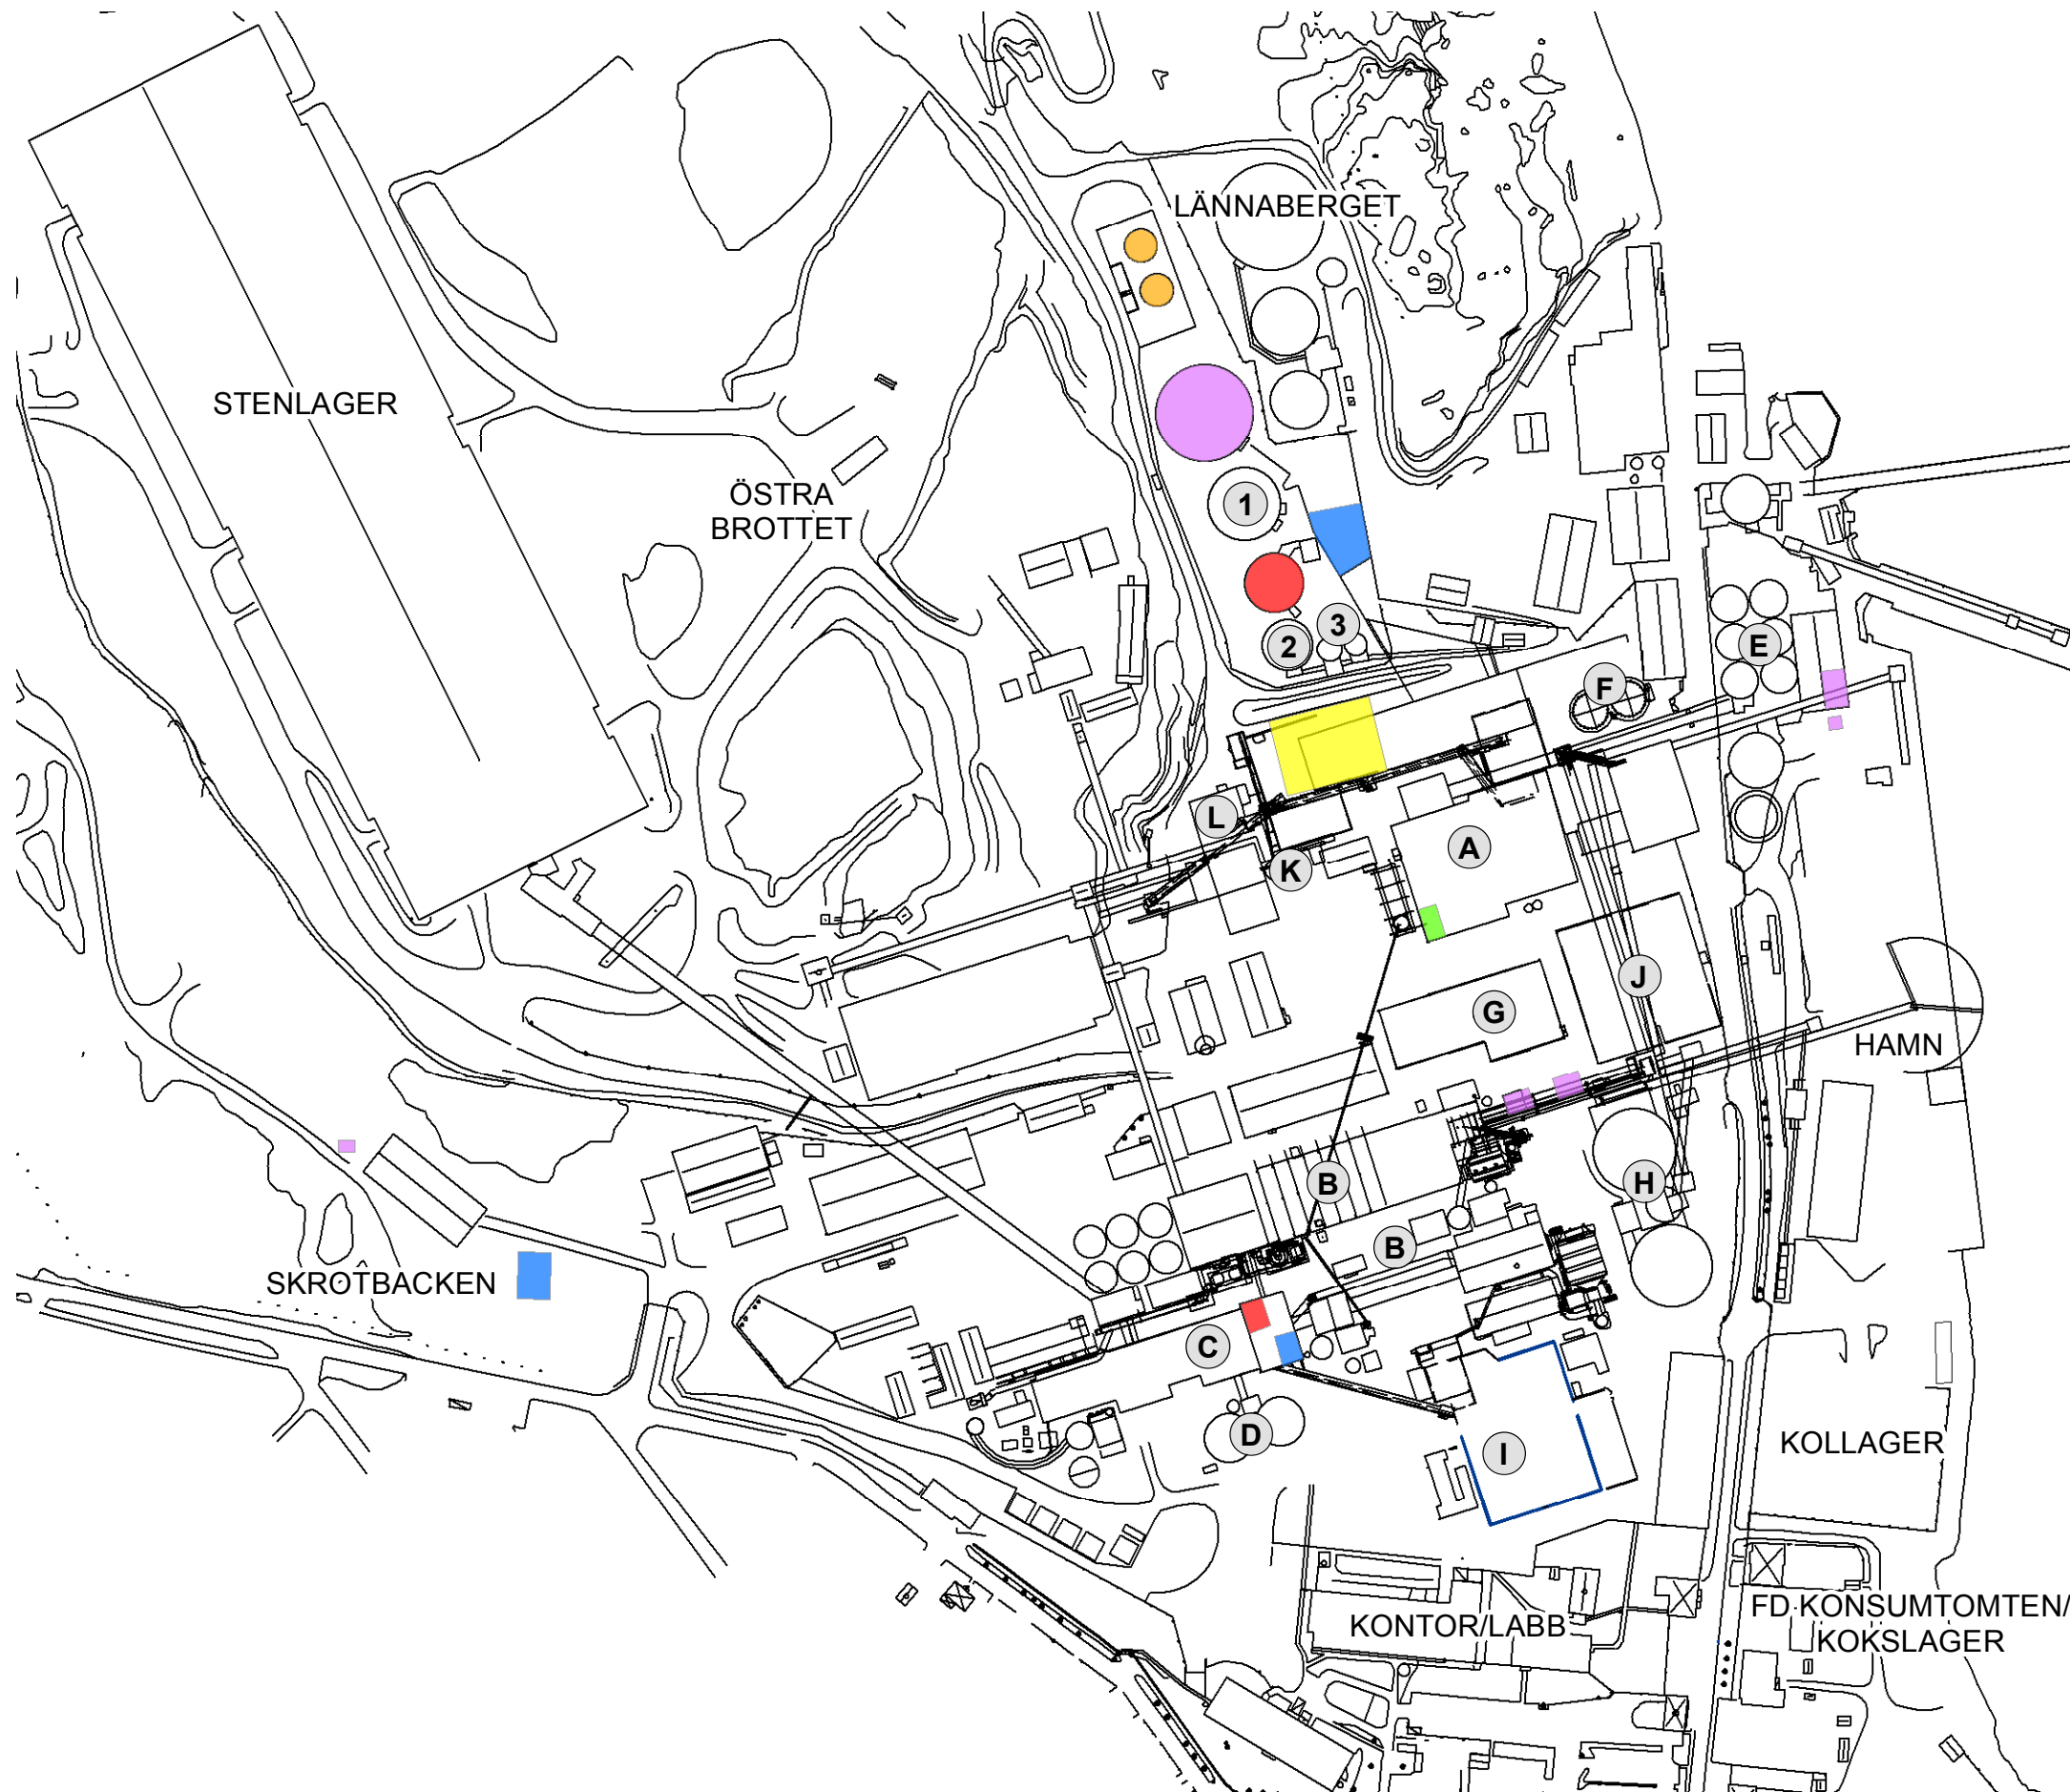 LÄNNABERGET
STENLAGER
ÖSTRA
BROTTET
1
2
3
E
F
L
A
K
J
G
HAMN
B
H
B
SKROTBACKEN
C
D
I
KOLLAGER
KONTOR/LABB
FD KONSUMTOMTEN/
KOKSLAGER